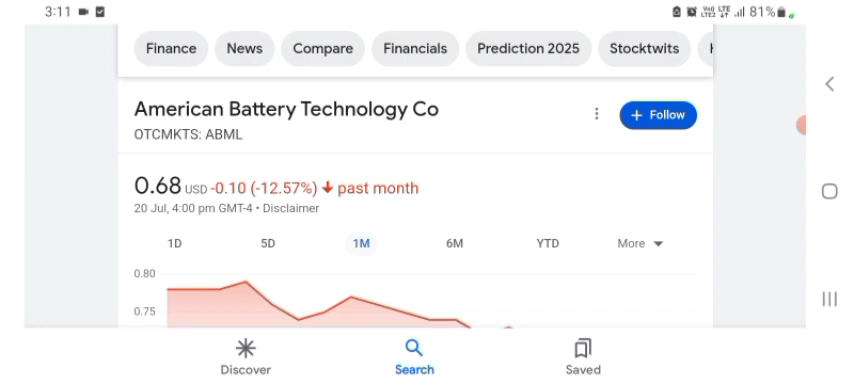 3:11
81%
Finance
News
Compare
Financials
Prediction 2025
Stocktwits
American Battery Technology Co
OTCMKTS: ABML
+ Follow
0.68 USD -0.10 (-12.57%) past month
20 Jul, 4:00 pm GMT-4 • Disclaimer
1D 5D 1M 6M YTD More
0.80
0.75
Discover Search Saved